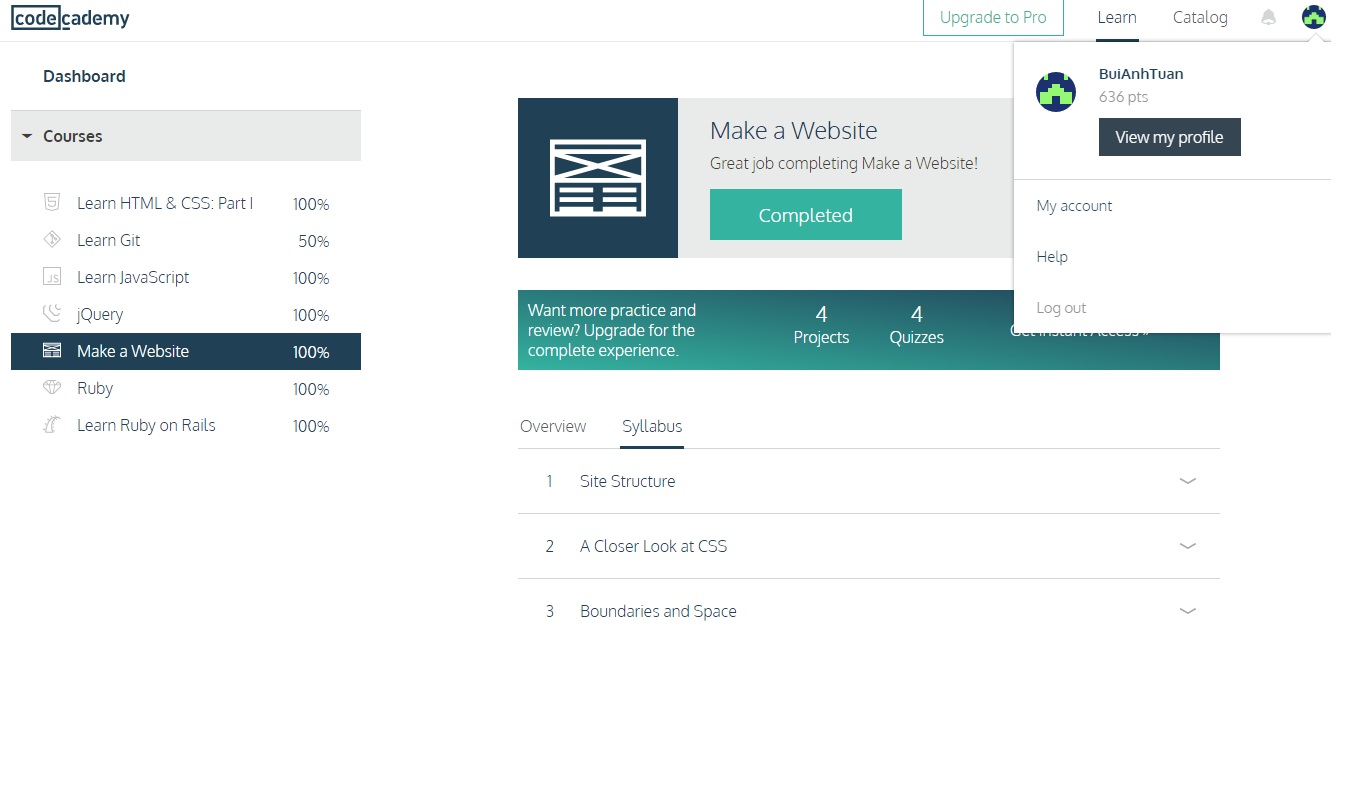 codecademy
Upgrade to Pro
Learn
Catalog
Dashboard
Courses
Learn HTML & CSS: Part I 100%
Learn Git 50%
Learn JavaScript 100%
jQuery 100%
Make a Website 100%
Ruby 100%
Learn Ruby on Rails 100%
Make a Website
Great job completing Make a Website!
Completed
BuiAnhTuan
636 pts
View my profile
My account
Help
Log out
Want more practice and
review? Upgrade for the
complete experience.
4
Projects
4
Quizzes
Get Instant Access »
Overview
Syllabus
1 Site Structure
2 A Closer Look at CSS
3 Boundaries and Space